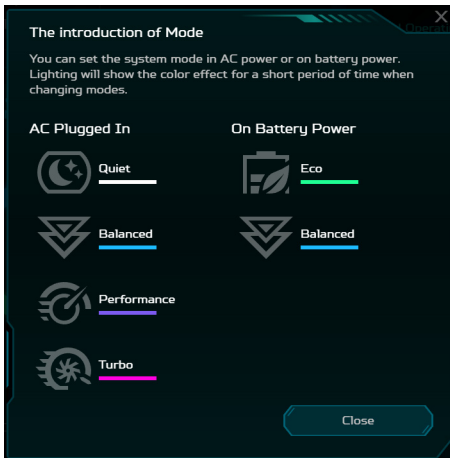 The introduction of Mode
You can set the system mode in AC power or on battery power.
Lighting will show the color effect for a short period of time when
changing modes.
AC Plugged In
On Battery Power
Quiet
Eco
Balanced
Balanced
Performance
Turbo
Close